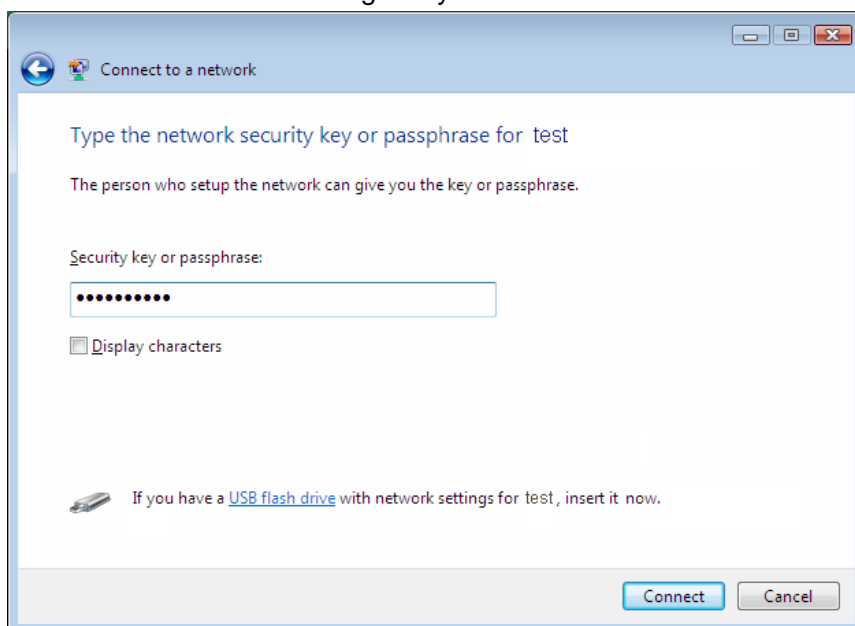 Connect to a network
Type the network security key or passphrase for test
The person who setup the network can give you the key or passphrase.
Security key or passphrase:
••••••••••
Display characters
If you have a USB flash drive with network settings for test, insert it now.
Connect Cancel